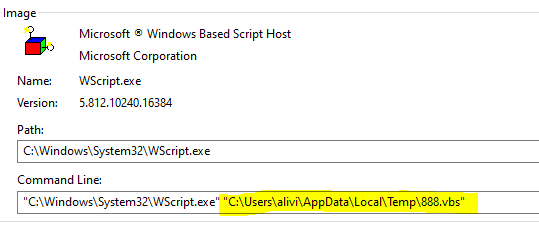 Image
Microsoft ® Windows Based Script Host
Microsoft Corporation
Name: WScript.exe
Version: 5.812.10240.16384
Path:
C:\Windows\System32\WScript.exe
Command Line:
"C:\Windows\System32\WScript.exe" "C:\Users\alivi\AppData\Local\Temp\888.vbs"